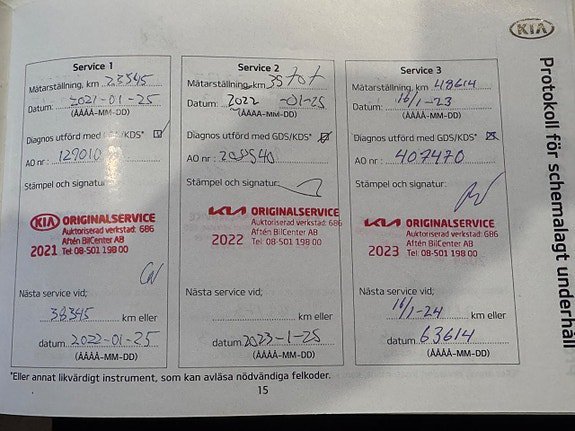 KIA
Protokoll för schemalagt underhåll
Service 1
Mätarställning, km 23345
Datum: 2021-01-25
(ÅÅÅÅ-MM-DD)
Diagnos utförd med GDS/KDS*
AO nr:
Stämpel och signatur:
KIA ORIGINALSERVICE
Auktoriserad verkstad: 686
Aftén BilCenter AB
2021 Tel: 08-501 198 00
Nästa service vid;
38345 km eller
datum 2022-01-25
(ÅÅÅÅ-MM-DD)
Service 2
Mätarställning, km
Datum: 2022-01-25
(ÅÅÅÅ-MM-DD)
Diagnos utförd med GDS/KDS*
AO nr:
Stämpel och signatur:
KIA ORIGINALSERVICE
Auktoriserad verkstad: 686
Aftén BilCenter AB
2022 Tel: 08-501 198 00
Nästa service vid;
km eller
datum 2023-1-25
(ÅÅÅÅ-MM-DD)
Service 3
Mätarställning, km 48614
Datum: 16/1-23
(ÅÅÅÅ-MM-DD)
Diagnos utförd med GDS/KDS*
AO nr: 407470
Stämpel och signatur:
KIA ORIGINALSERVICE
Auktoriserad verkstad: 686
Aftén BilCenter AB
2023 Tel: 08-501 198 00
Nästa service vid;
16/1-24 km eller
datum 63614
(ÅÅÅÅ-MM-DD)
*Eller annat likvärdigt instrument, som kan avläsa nödvändiga felkoder.
15